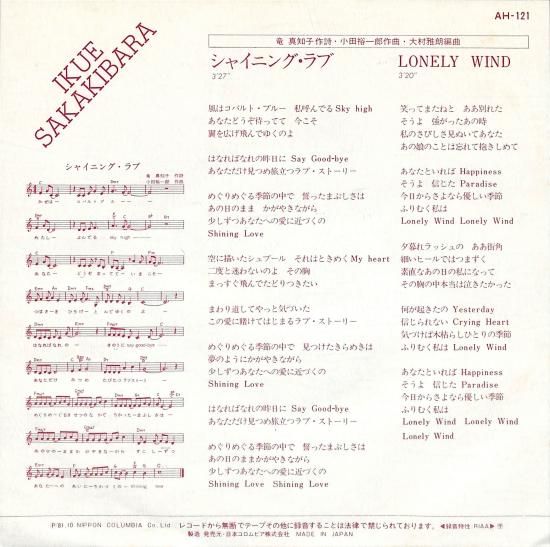 AH-121
IKUE
SAKAKIBARA
竜 真知子作詩・小田裕一郎作曲・大村雅朗編曲
シャイニング・ラブ
3'27"
風はコバルト・ブルー 私呼んでる Sky high
あなたどうぞ待ってて 今こそ
翼を広げ飛んでゆくのよ
はなればなれの昨日に Say Good-bye
あなただけ見つめ旅立つラブ・ストーリー
めぐりめぐる季節の中で 誓ったまぶしさは
あの日のまま かがやきながら
少しずつあなたへの愛に近づくの
Shining Love
空に描いたシュプール それはときめく My heart
二度と迷わないのよ その胸
まっすぐ飛んでたどりつきたい
まわり道してやっと気づいた
この愛に賭けてはじまるラブ・ストーリー
めぐりめぐる季節の中で 見つけたきらめきは
夢のようにかがやきながら
少しずつあなたへの愛に近づくの
Shining Love
はなればなれの昨日に Say Good-bye
あなただけ見つめ旅立つラブ・ストーリー
めぐりめぐる季節の中で 誓ったまぶしさは
あの日のままかがやきながら
少しずつあなたへの愛に近づくの
Shining Love Shining Love
LONELY WIND
3'20"
笑ってまたねと ああ別れた
そうよ 強がったあの時
私のさびしさ見ぬいてあなた
あの娘のことは忘れて抱きしめて
あなたといれば Happiness
そうよ 信じた Paradise
今日からさよなら優しい季節
ふりむく私は
Lonely Wind Lonely Wind
夕暮れラッシュの ああ街角
細いヒールではつまずく
素直なあの日の私になって
その胸の中本当は泣きたかった
何が起きたの Yesterday
信じられない Crying Heart
気づけば木枯らしひとりの季節
ふりむく私は Lonely Wind
あなたといれば Happiness
そうよ 信じた Paradise
今日からさよなら優しい季節
ふりむく私は
Lonely Wind Lonely Wind
Lonely Wind
シャイニング・ラブ
竜 真知子 作詩
小田裕一郎 作曲
P'81.10 NIPPON COLUMBIA Co., Ltd. レコードから無断でテープその他に録音することは法律で禁じられております。◀録音特性 RIAA▶
製造 発売元・日本コロムビア株式会社 MADE IN JAPAN